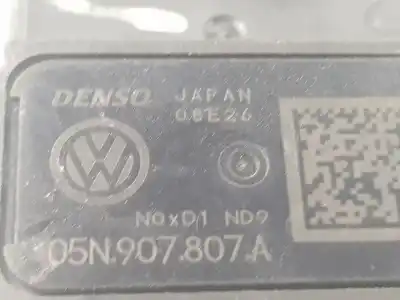 DENSO JAPAN
08E26
NOxD1 ND9
05N.907.807.A